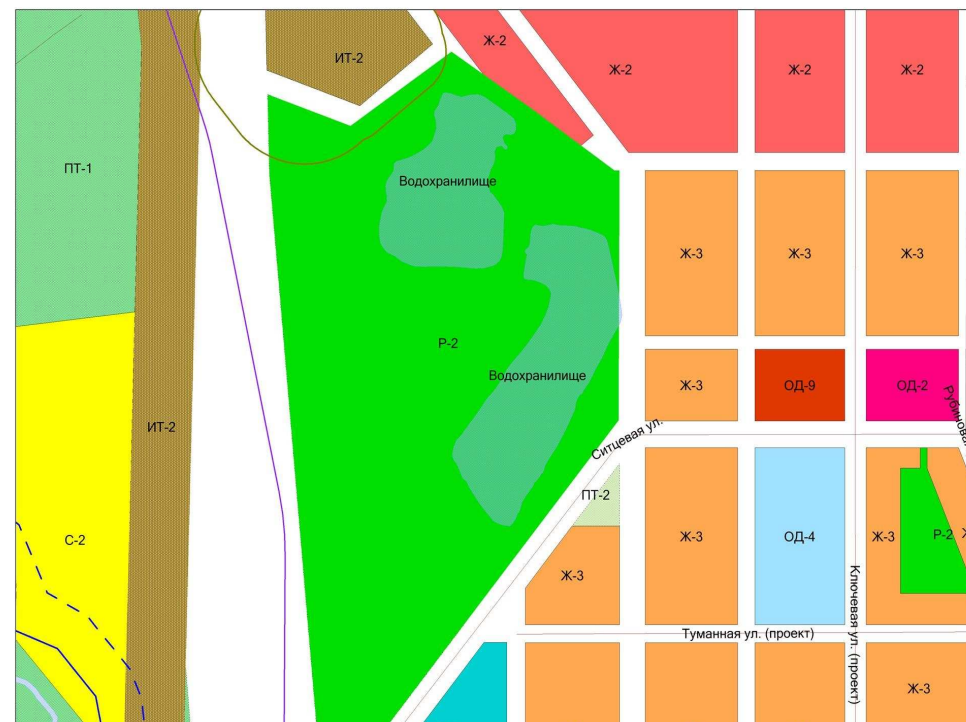 Ж-2
ИТ-2
Ж-2
Ж-2
Ж-2
ПТ-1
Водохранилище
Ж-3
Ж-3
Ж-3
Р-2
Водохранилище
Ж-3
ОД-9
ОД-2
Рубиновая
ИТ-2
Ситцевая ул.
ПТ-2
С-2
Ж-3
ОД-4
Ж-3
Р-2
Ж-3
Ключевая ул. (проект)
Туманная ул. (проект)
Ж-3